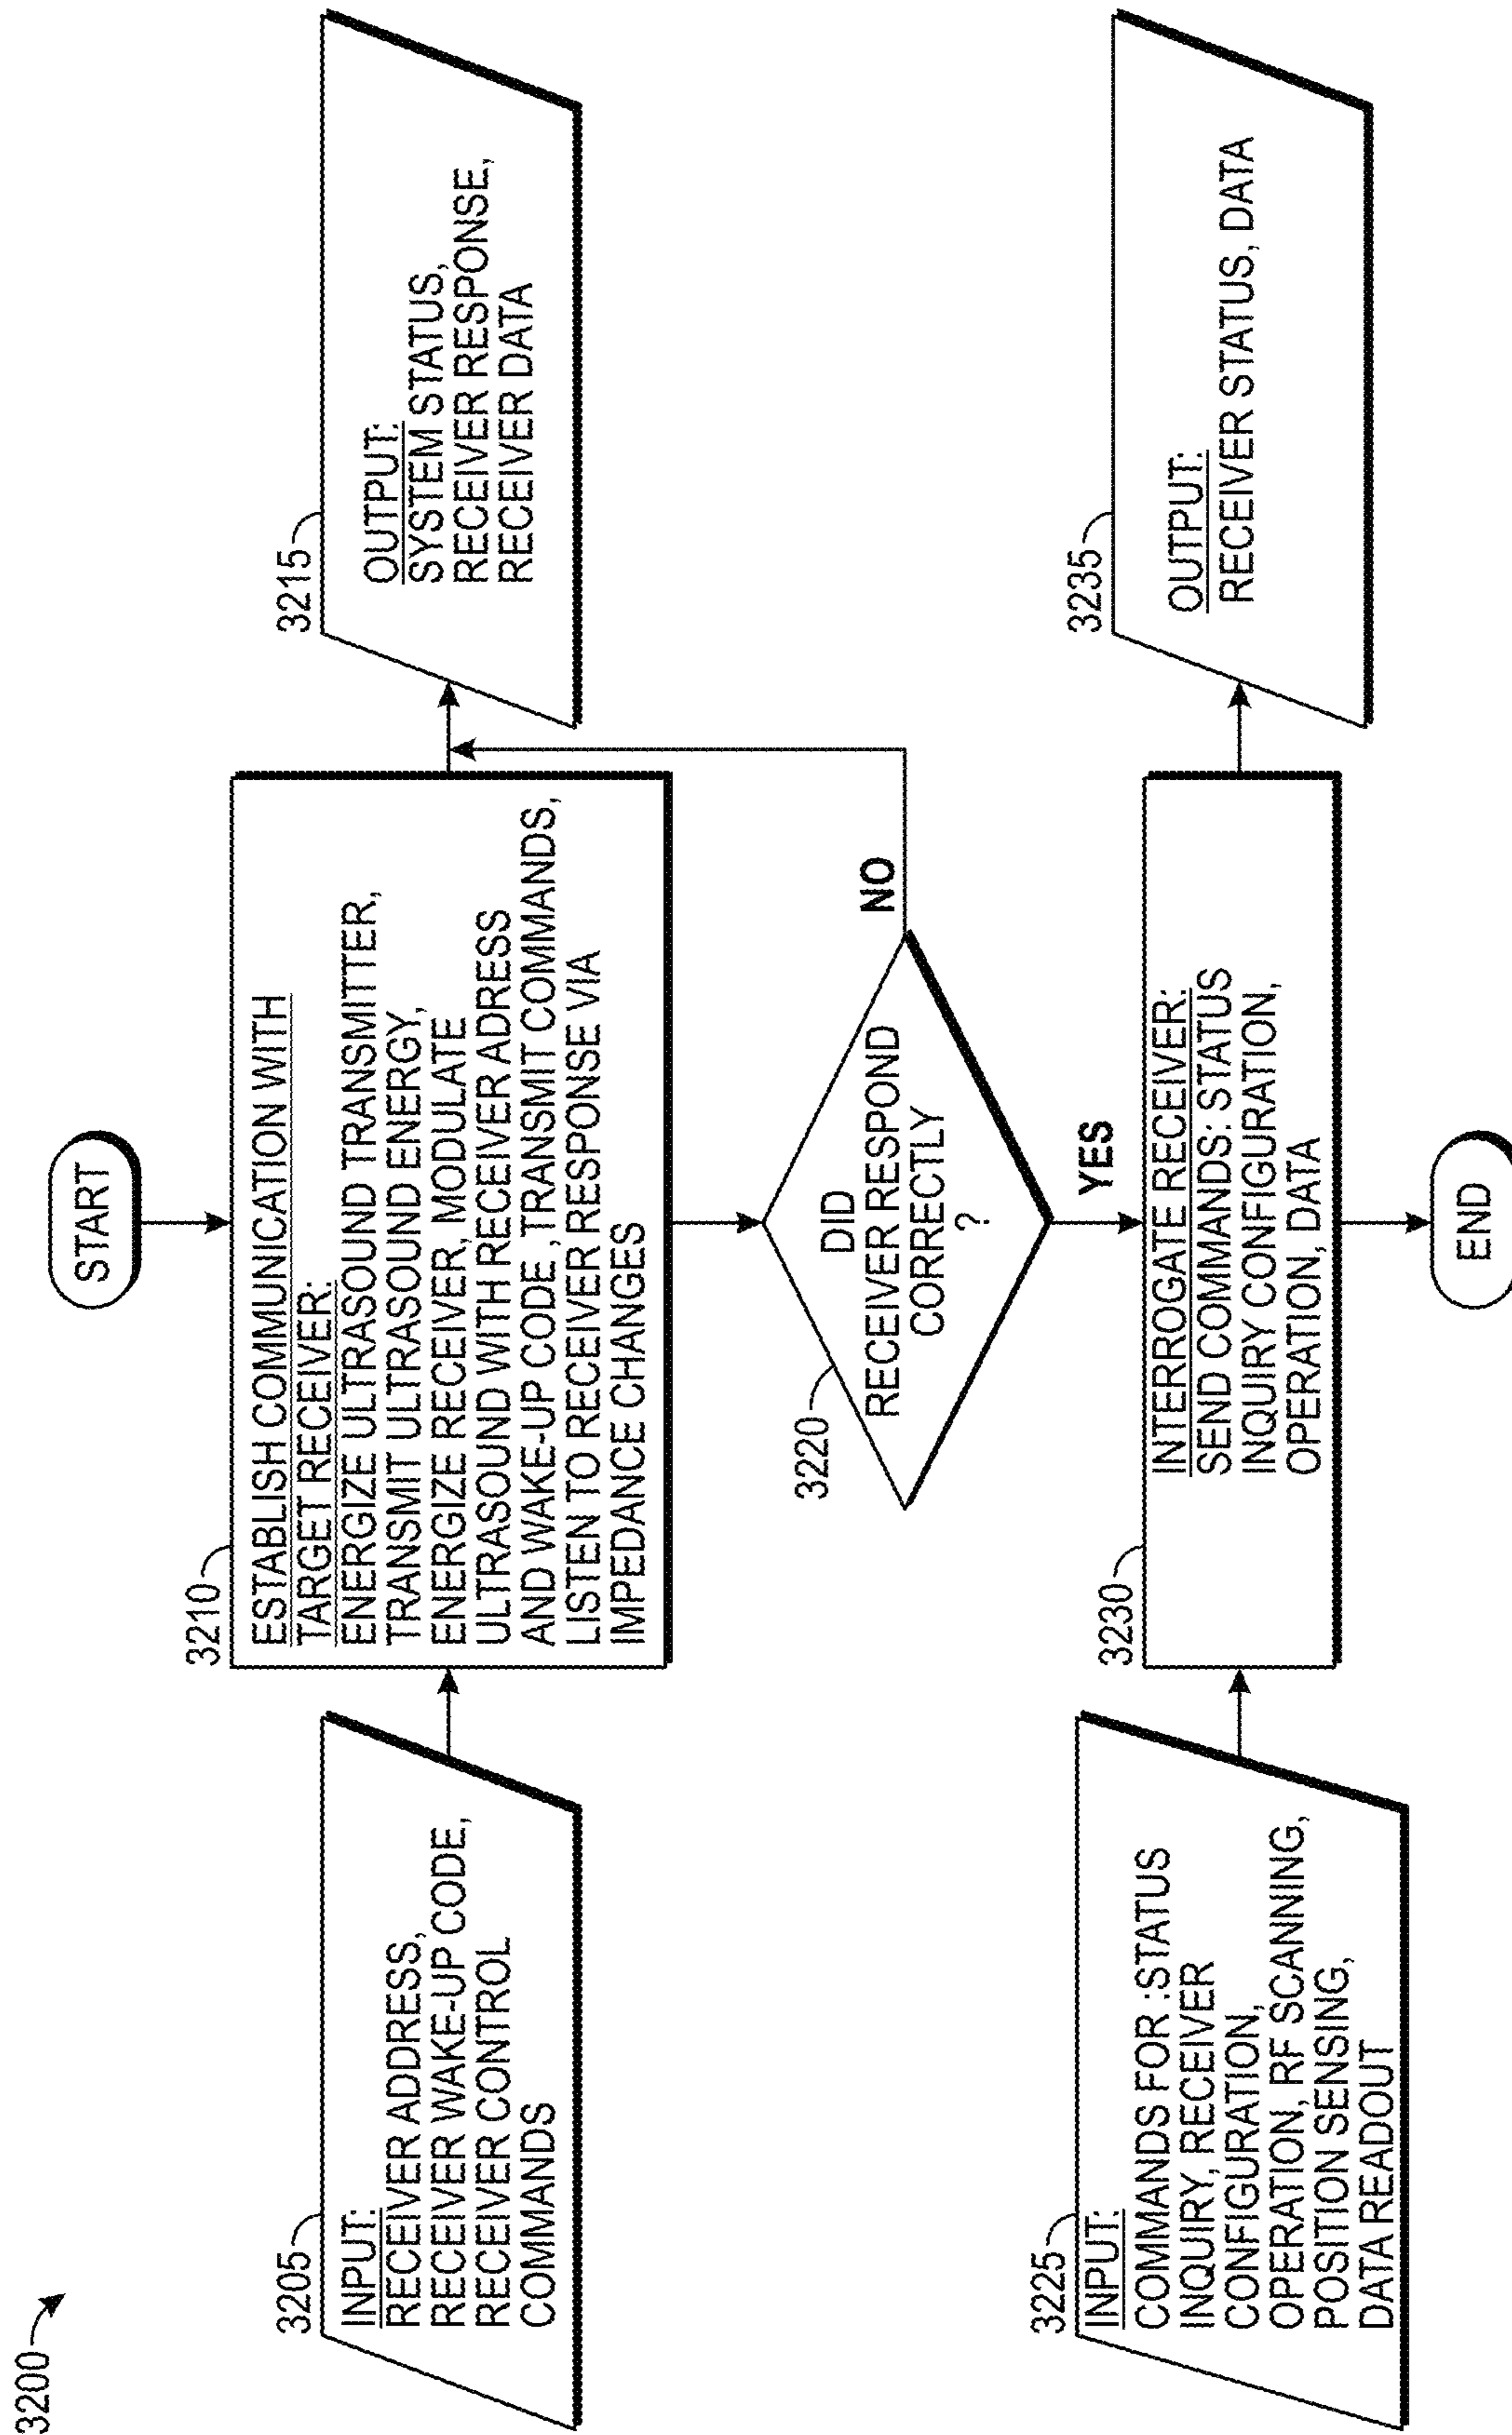 3200
START
3205
INPUT:
RECEIVER ADDRESS,
RECEIVER WAKE-UP CODE,
RECEIVER CONTROL
COMMANDS
3210
ESTABLISH COMMUNICATION WITH
TARGET RECEIVER:
ENERGIZE ULTRASOUND TRANSMITTER,
TRANSMIT ULTRASOUND ENERGY,
ENERGIZE RECEIVER, MODULATE
ULTRASOUND WITH RECEIVER ADRESS
AND WAKE-UP CODE ,TRANSMIT COMMANDS,
LISTEN TO RECEIVER RESPONSE VIA
IMPEDANCE CHANGES
3215
OUTPUT:
SYSTEM STATUS,
RECEIVER RESPONSE,
RECEIVER DATA
3220
DID
RECEIVER RESPOND
CORRECTLY
?
NO
YES
3225
INPUT:
COMMANDS FOR :STATUS
INQUIRY, RECEIVER
CONFIGURATION,
OPERATION, RF SCANNING,
POSITION SENSING,
DATA READOUT
3230
INTERROGATE RECEIVER:
SEND COMMANDS: STATUS
INQUIRY CONFIGURATION,
OPERATION, DATA
3235
OUTPUT:
RECEIVER STATUS, DATA
END